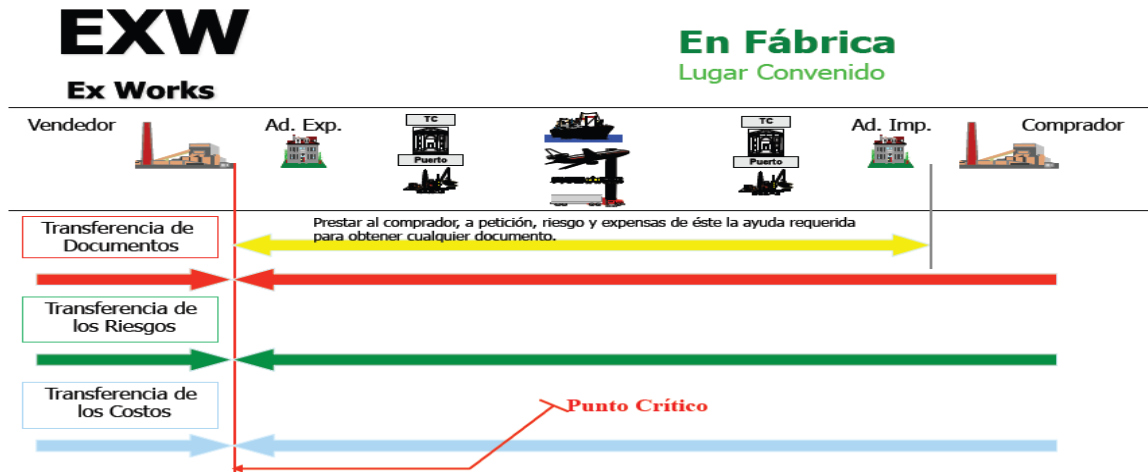 EXW
Ex Works
En Fábrica
Lugar Convenido
Vendedor
Ad. Exp.
TC
Puerto
TC
Puerto
Ad. Imp.
Comprador
Transferencia de
Documentos
Prestar al comprador, a petición, riesgo y expensas de éste la ayuda requerida
para obtener cualquier documento.
Transferencia de
los Riesgos
Transferencia de
los Costos
Punto Crítico